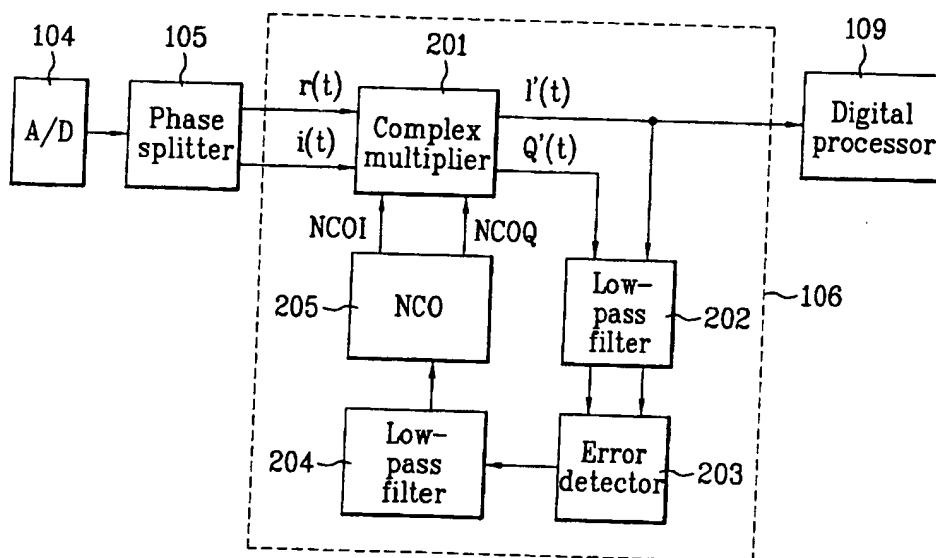 104
105
201
109
A/D
Phase
splitter
r(t)
i(t)
Complex
multiplier
I'(t)
Q'(t)
Digital
processor
NCOI
NCOQ
205
NCO
Low-
pass
filter
202
106
204
Low-
pass
filter
Error
detector
203